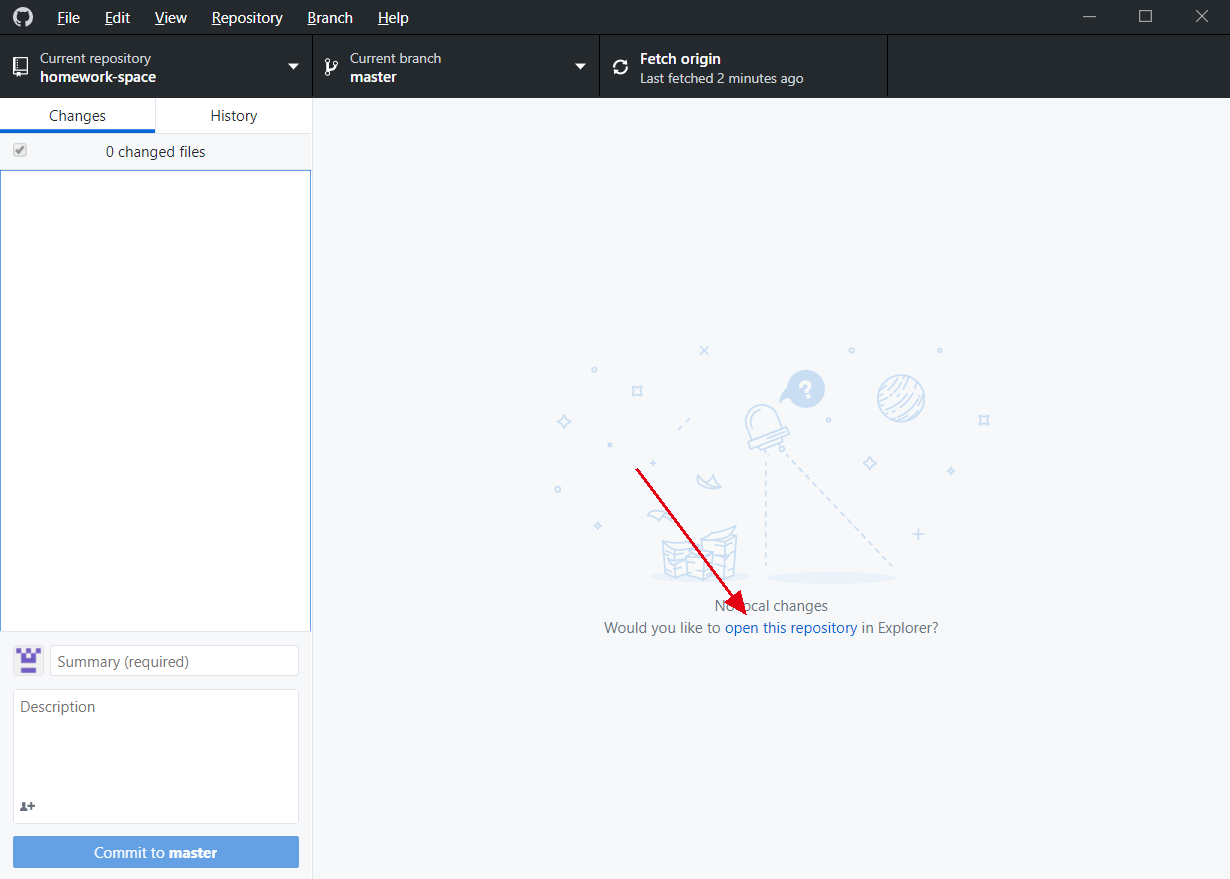 File Edit View Repository Branch Help
Current repository
homework-space
Current branch
master
Fetch origin
Last fetched 2 minutes ago
Changes
History
0 changed files
?
No local changes
Would you like to open this repository in Explorer?
Summary (required)
Description
Commit to master